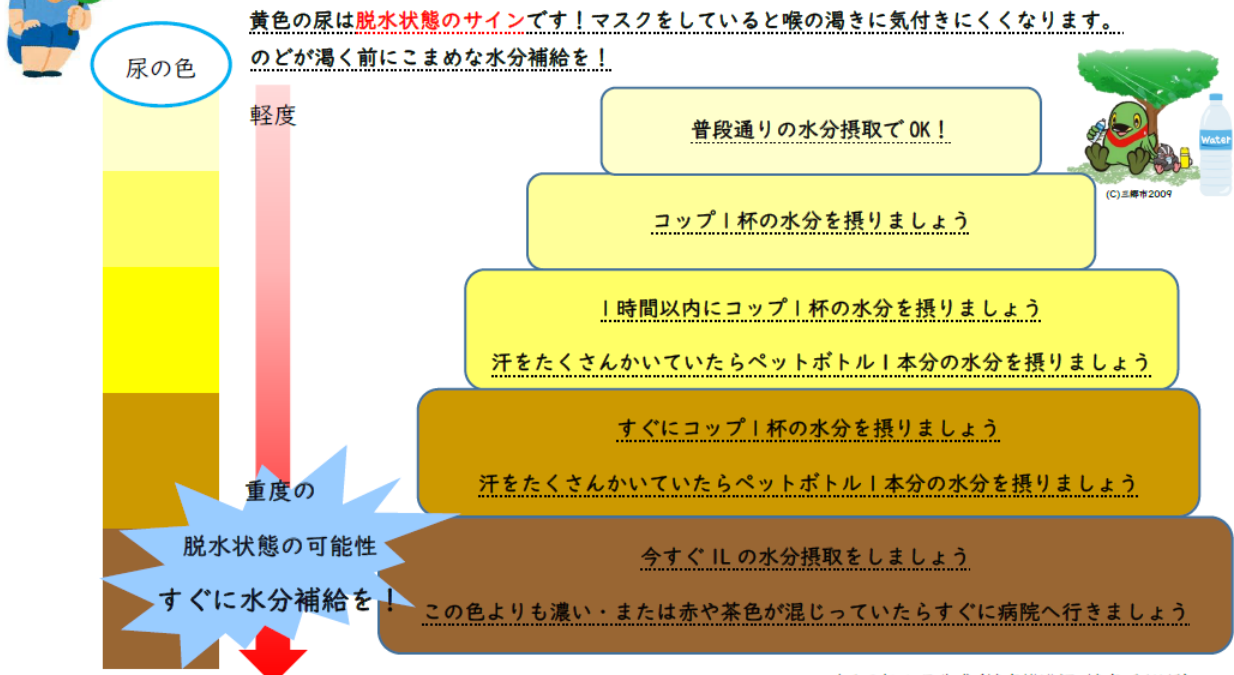 黄色の尿は脱水状態のサインです！マスクをしていると喉の渇きに気付きにくくなります。
のどが渇く前にこまめな水分補給を！
尿の色
軽度
普段通りの水分摂取でOK！
Water
(C)三郷市2009
コップ1杯の水分を摂りましょう
1時間以内にコップ1杯の水分を摂りましょう
汗をたくさんかいていたらペットボトル1本分の水分を摂りましょう
すぐにコップ1杯の水分を摂りましょう
汗をたくさんかいていたらペットボトル1本分の水分を摂りましょう
重度の
脱水状態の可能性
すぐに水分補給を！
今すぐ1Lの水分摂取をしましょう
この色よりも濃い・または赤や茶色が混じっていたらすぐに病院へ行きましょう